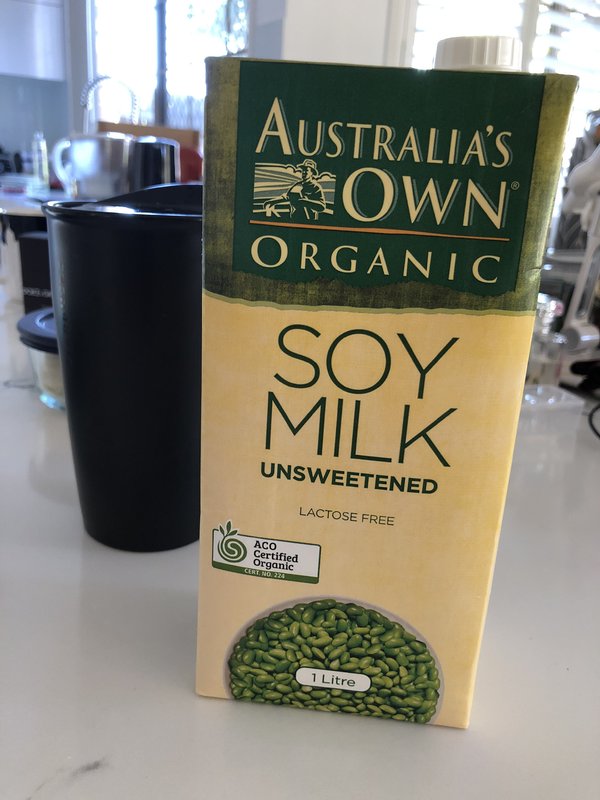 AUSTRALIA'S
OWN®
ORGANIC
SOY
MILK
UNSWEETENED
LACTOSE FREE
ACO
Certified
Organic
CERT. NO. 224
1 Litre